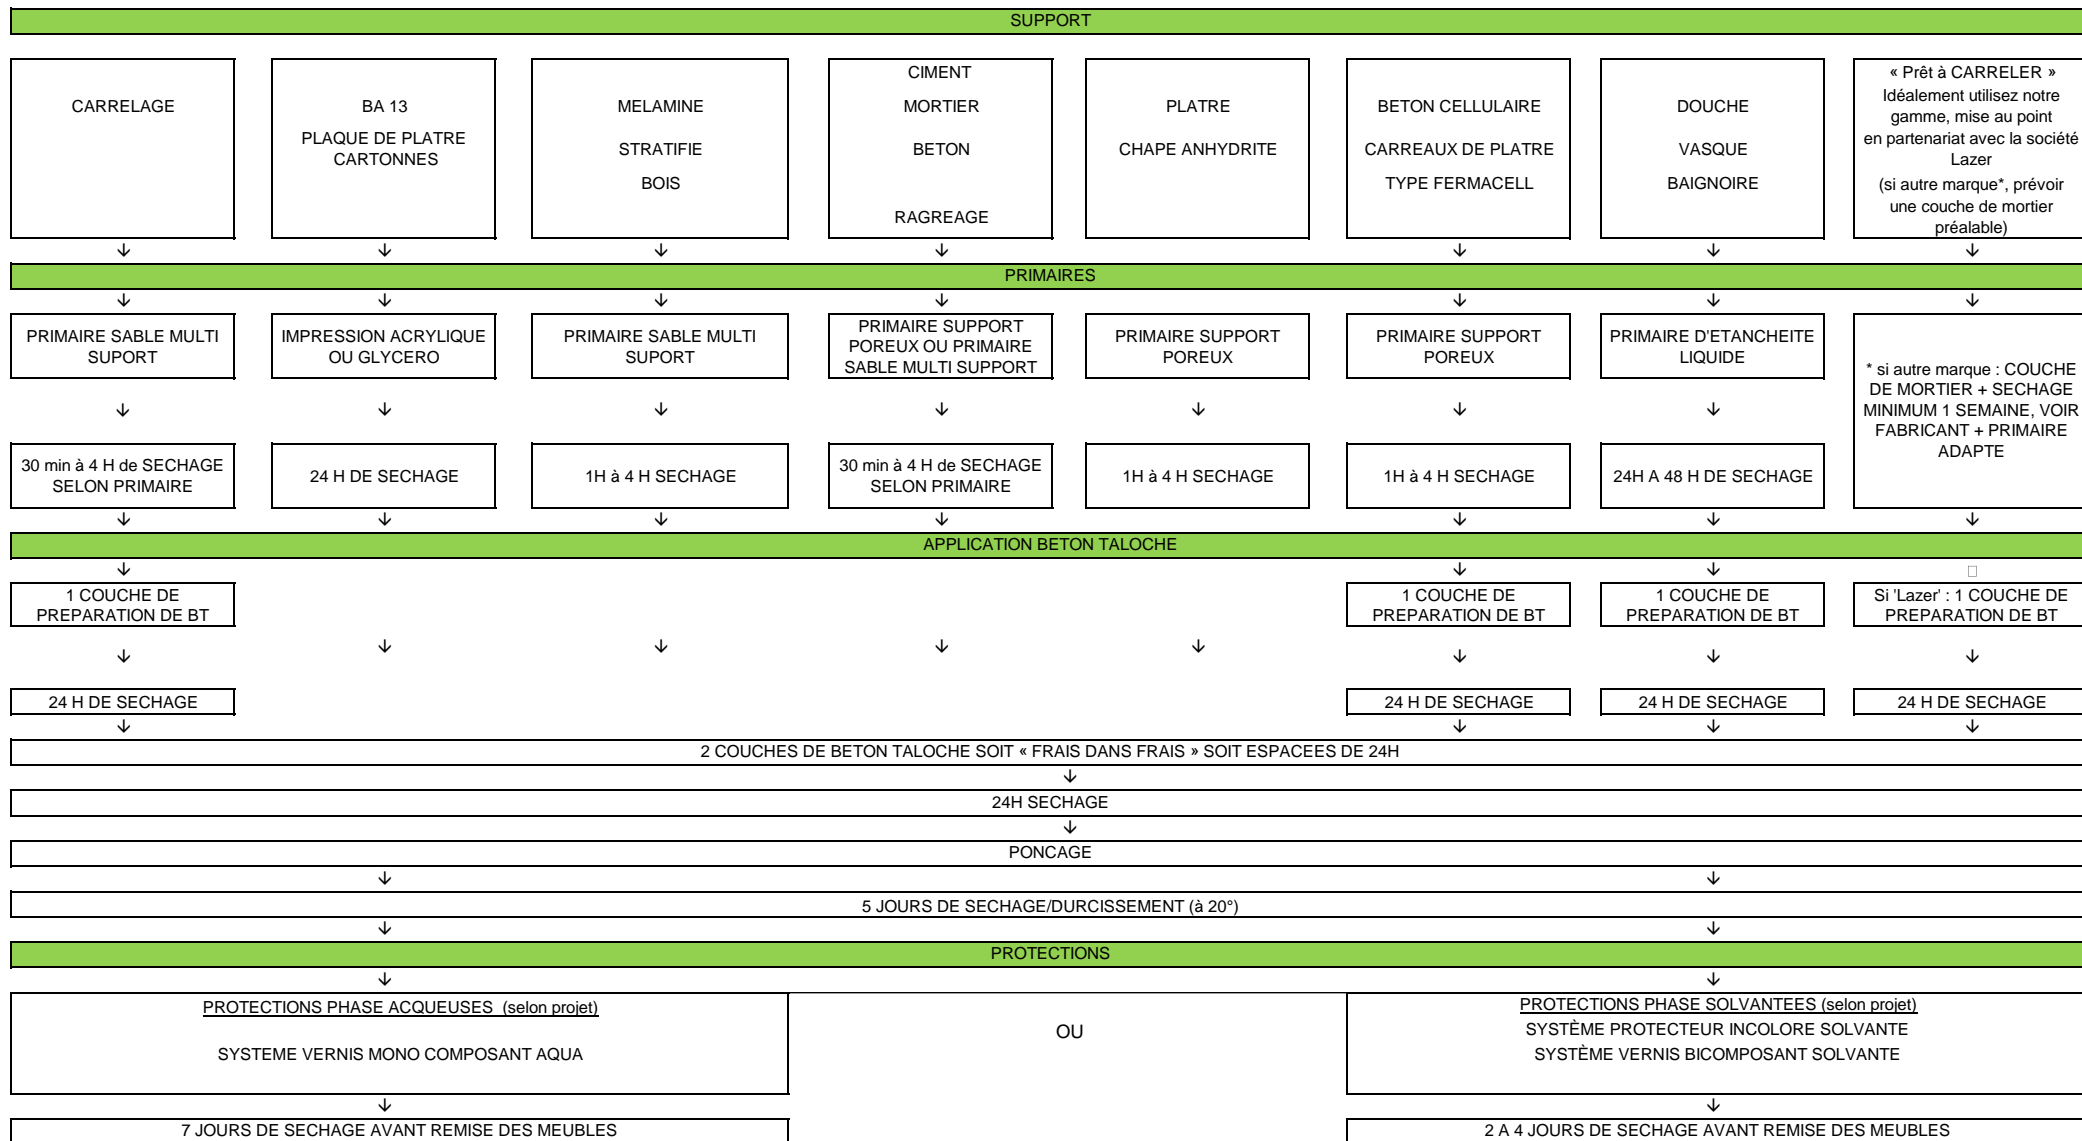 SUPPORT
CARRELAGE
BA 13
PLAQUE DE PLATRE
CARTONNES
MELAMINE
STRATIFIE
BOIS
CIMENT
MORTIER
BETON
RAGREAGE
PLATRE
CHAPE ANHYDRITE
BETON CELLULAIRE
CARREAUX DE PLATRE
TYPE FERMACELL
DOUCHE
VASQUE
BAIGNOIRE
« Prêt à CARRELER »
Idéalement utilisez notre
gamme, mise au point
en partenariat avec la société
Lazer
(si autre marque*, prévoir
une couche de mortier
préalable)
PRIMAIRES
PRIMAIRE SABLE MULTI
SUPORT
IMPRESSION ACRYLIQUE
OU GLYCERO
PRIMAIRE SABLE MULTI
SUPORT
PRIMAIRE SUPPORT
POREUX OU PRIMAIRE
SABLE MULTI SUPPORT
PRIMAIRE SUPPORT
POREUX
PRIMAIRE SUPPORT
POREUX
PRIMAIRE D'ETANCHEITE
LIQUIDE
* si autre marque : COUCHE
DE MORTIER + SECHAGE
MINIMUM 1 SEMAINE, VOIR
FABRICANT + PRIMAIRE
ADAPTE
30 min à 4 H de SECHAGE
SELON PRIMAIRE
24 H DE SECHAGE
1H à 4 H SECHAGE
30 min à 4 H de SECHAGE
SELON PRIMAIRE
1H à 4 H SECHAGE
1H à 4 H SECHAGE
24H A 48 H DE SECHAGE
APPLICATION BETON TALOCHE
1 COUCHE DE
PREPARATION DE BT
1 COUCHE DE
PREPARATION DE BT
1 COUCHE DE
PREPARATION DE BT
Si 'Lazer' : 1 COUCHE DE
PREPARATION DE BT
24 H DE SECHAGE
24 H DE SECHAGE
24 H DE SECHAGE
24 H DE SECHAGE
2 COUCHES DE BETON TALOCHE SOIT « FRAIS DANS FRAIS » SOIT ESPACEES DE 24H
24H SECHAGE
PONCAGE
5 JOURS DE SECHAGE/DURCISSEMENT (à 20°)
PROTECTIONS
PROTECTIONS PHASE ACQUEUSES (selon projet)
SYSTEME VERNIS MONO COMPOSANT AQUA
OU
PROTECTIONS PHASE SOLVANTEES (selon projet)
SYSTÈME PROTECTEUR INCOLORE SOLVANTE
SYSTÈME VERNIS BICOMPOSANT SOLVANTE
7 JOURS DE SECHAGE AVANT REMISE DES MEUBLES
2 A 4 JOURS DE SECHAGE AVANT REMISE DES MEUBLES